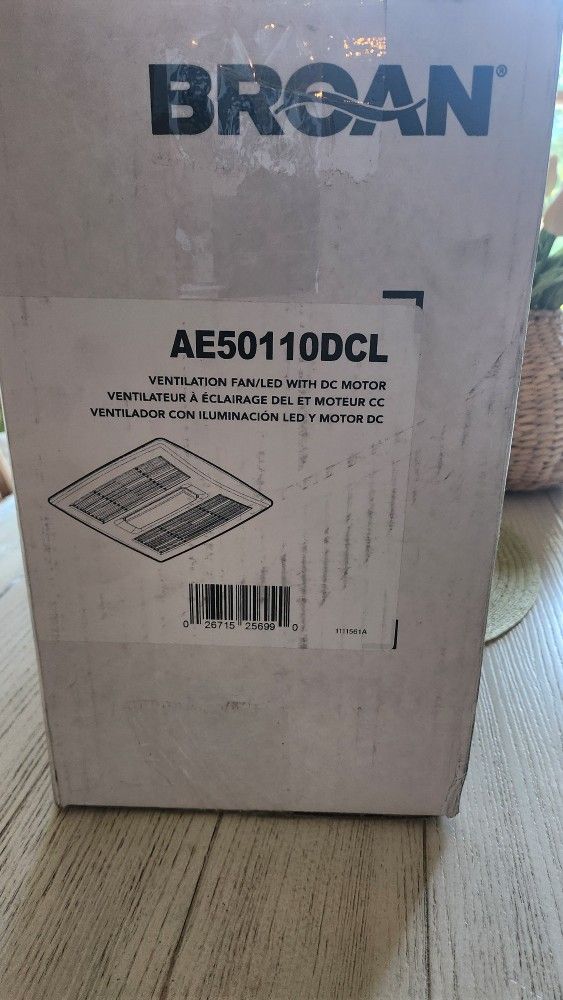 BROAN®
AE50110DCL
VENTILATION FAN/LED WITH DC MOTOR
VENTILATEUR À ÉCLAIRAGE DEL ET MOTEUR CC
VENTILADOR CON ILUMINACIÓN LED Y MOTOR DC
0 26715 25699 0
1111561A